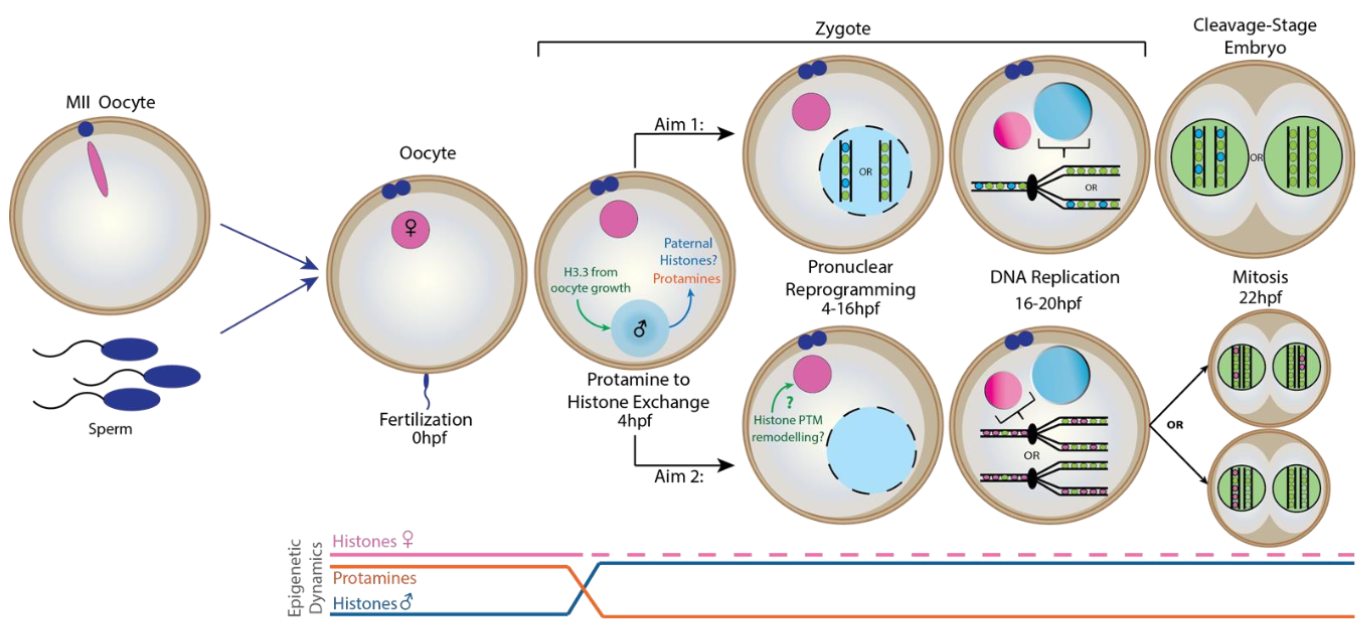 MII Oocyte
Sperm
Oocyte
♀
Fertilization
0hpf
H3.3 from
oocyte growth
Paternal
Histones?
Protamines
♂
Protamine to
Histone Exchange
4hpf
Zygote
Aim 1:
OR
Pronuclear
Reprogramming
4-16hpf
OR
DNA Replication
16-20hpf
Cleavage-Stage
Embryo
OR
Mitosis
22hpf
Aim 2:
?
Histone PTM
remodelling?
OR
OR
Epigenetic
Dynamics
Histones ♀
Protamines
Histones ♂